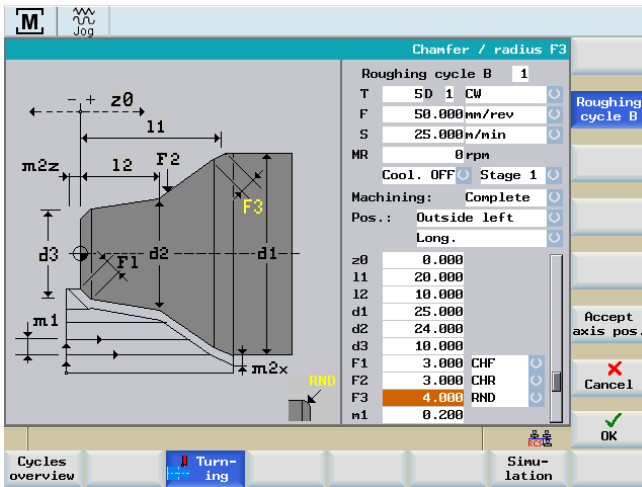 M
Jog
Chamfer / radius F3
- + z0
l1
m2z
l2
F2
F3
d3
F1
d2
d1
m1
m2x
RND
Roughing cycle B 1
T 5 D 1 CW
F 50.000 mm/rev
S 25.000 m/min
MR 0 rpm
Cool. OFF Stage 1
Machining: Complete
Pos.: Outside left
Long.
z0 0.000
l1 20.000
l2 10.000
d1 25.000
d2 24.000
d3 10.000
F1 3.000 CHF
F2 3.000 CHR
F3 4.000 RND
m1 0.200
Roughing
cycle B
Accept
axis pos.
Cancel
OK
Cycles
overview
Turn-
ing
Simu-
lation